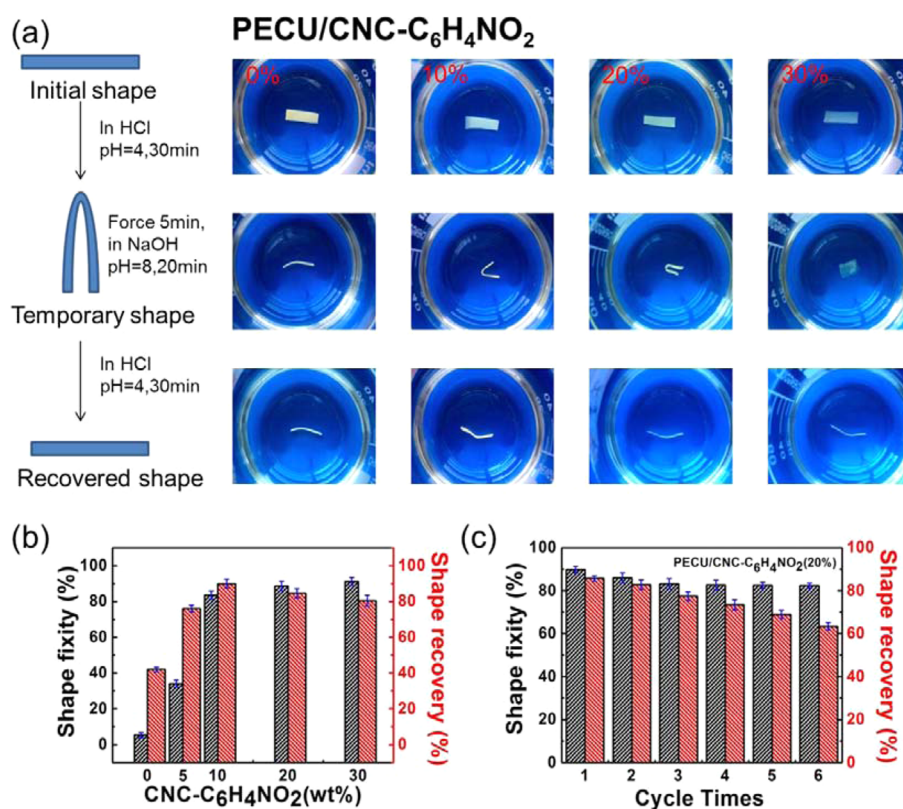 (a)
PECU/CNC-C6H4NO2
Initial shape
In HCl
pH=4,30min
Force 5min,
in NaOH
pH=8,20min
Temporary shape
In HCl
pH=4,30min
Recovered shape
0%
10%
20%
30%
(b)
Shape fixity (%)
100
80
60
40
20
0
0
5
10
20
30
CNC-C6H4NO2(wt%)
100
80
60
40
20
0
Shape recovery (%)
(c)
Shape fixity (%)
100
80
60
40
20
0
PECU/CNC-C6H4NO2(20%)
1
2
3
4
5
6
Cycle Times
100
80
60
40
20
0
Shape recovery (%)